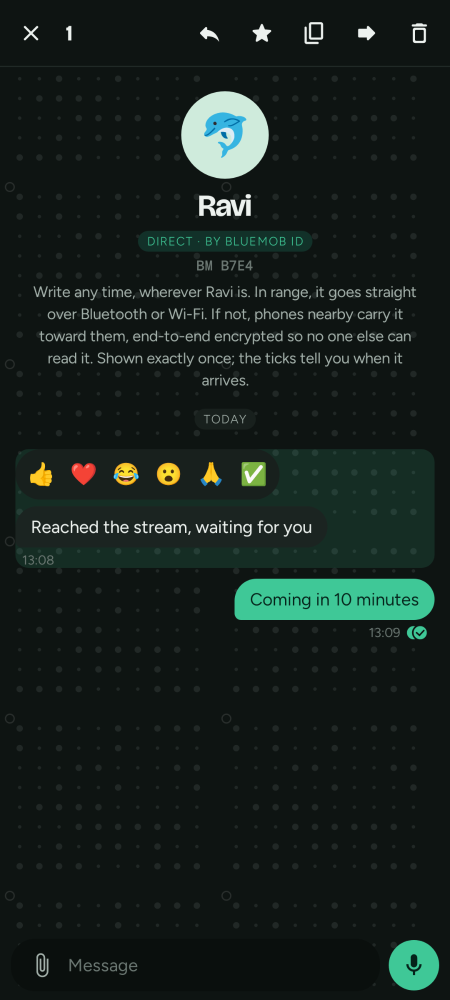 1
Ravi
DIRECT · BY BLUEMOB ID
BM B7E4
Write any time, wherever Ravi is. In range, it goes straight
over Bluetooth or Wi-Fi. If not, phones nearby carry it
toward them, end-to-end encrypted so no one else can
read it. Shown exactly once; the ticks tell you when it
arrives.
TODAY
Reached the stream, waiting for you
13:08
Coming in 10 minutes
13:09
Message